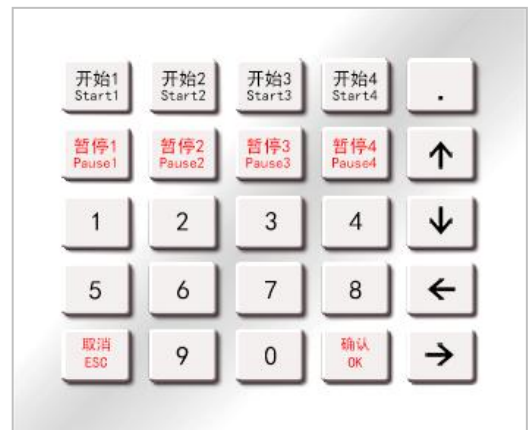 开始1 开始2 开始3 开始4 .
Start1 Start2 Start3 Start4
暂停1 暂停2 暂停3 暂停4 ↑
Pause1 Pause2 Pause3 Pause4
1 2 3 4 ↓
5 6 7 8 ←
取消 9 0 确认 →
ESC OK